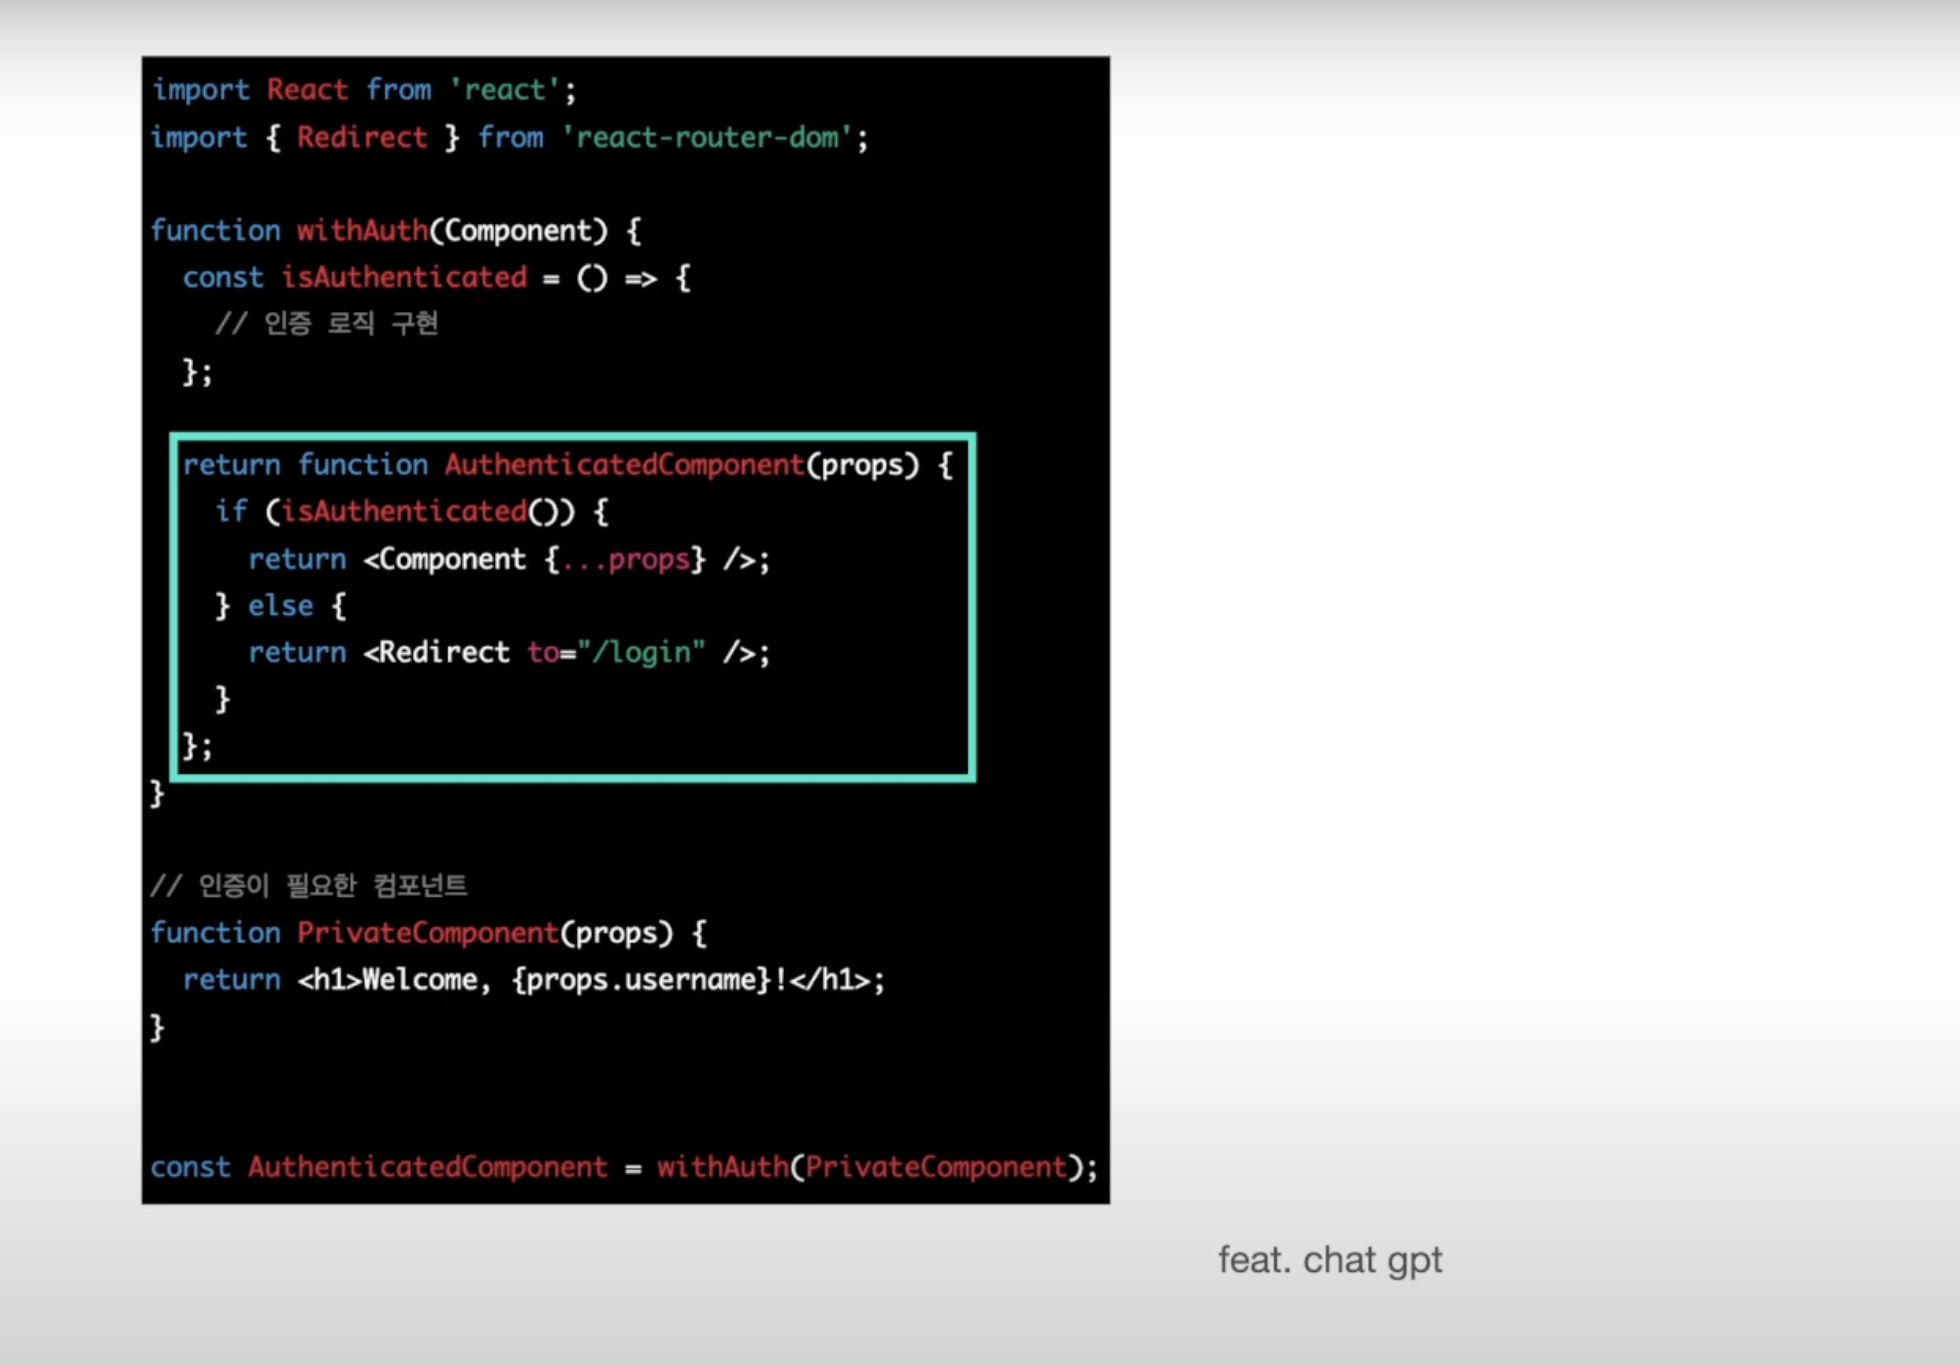 import React from 'react';
import { Redirect } from 'react-router-dom';
function withAuth(Component) {
const isAuthenticated = () => {
// 인증 로직 구현
};
return function AuthenticatedComponent(props) {
if (isAuthenticated()) {
return <Component {...props} />;
} else {
return <Redirect to="/login" />;
}
};
}
// 인증이 필요한 컴포넌트
function PrivateComponent(props) {
return <h1>Welcome, {props.username}!</h1>;
}
const AuthenticatedComponent = withAuth(PrivateComponent);
feat. chat gpt